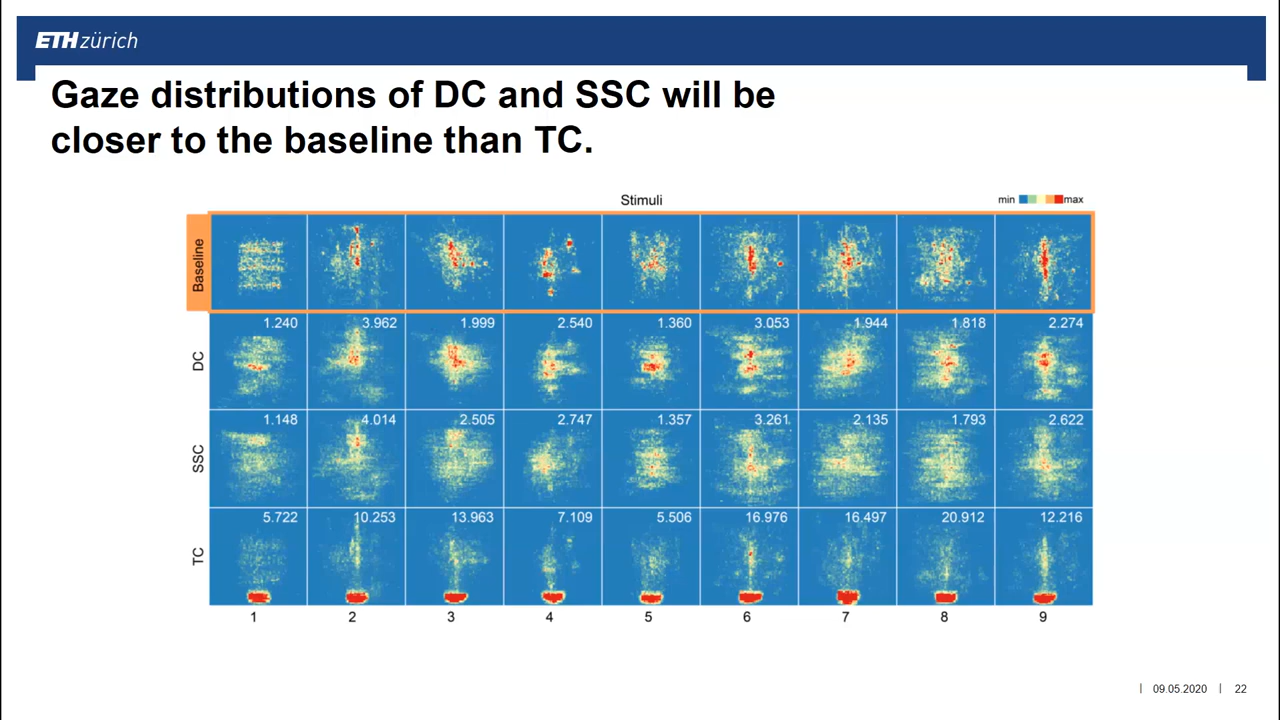 ETH zürich
Gaze distributions of DC and SSC will be
closer to the baseline than TC.
Stimuli
min max
Baseline
DC
1.240 3.962 1.999 2.540 1.360 3.053 1.944 1.818 2.274
SSC
1.148 4.014 2.505 2.747 1.357 3.261 2.135 1.793 2.622
TC
5.722 10.253 13.963 7.109 5.506 16.976 16.497 20.912 12.216
1 2 3 4 5 6 7 8 9
| 09.05.2020 | 22